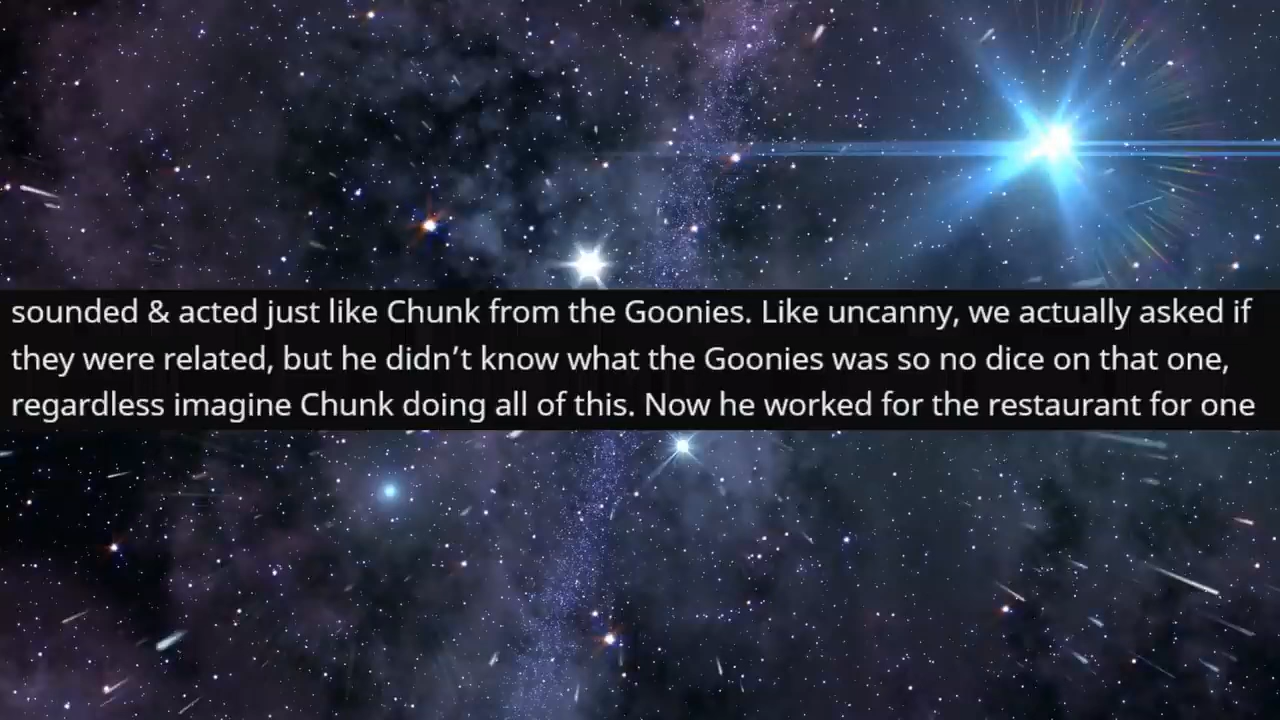 sounded & acted just like Chunk from the Goonies. Like uncanny, we actually asked if
they were related, but he didn’t know what the Goonies was so no dice on that one,
regardless imagine Chunk doing all of this. Now he worked for the restaurant for one